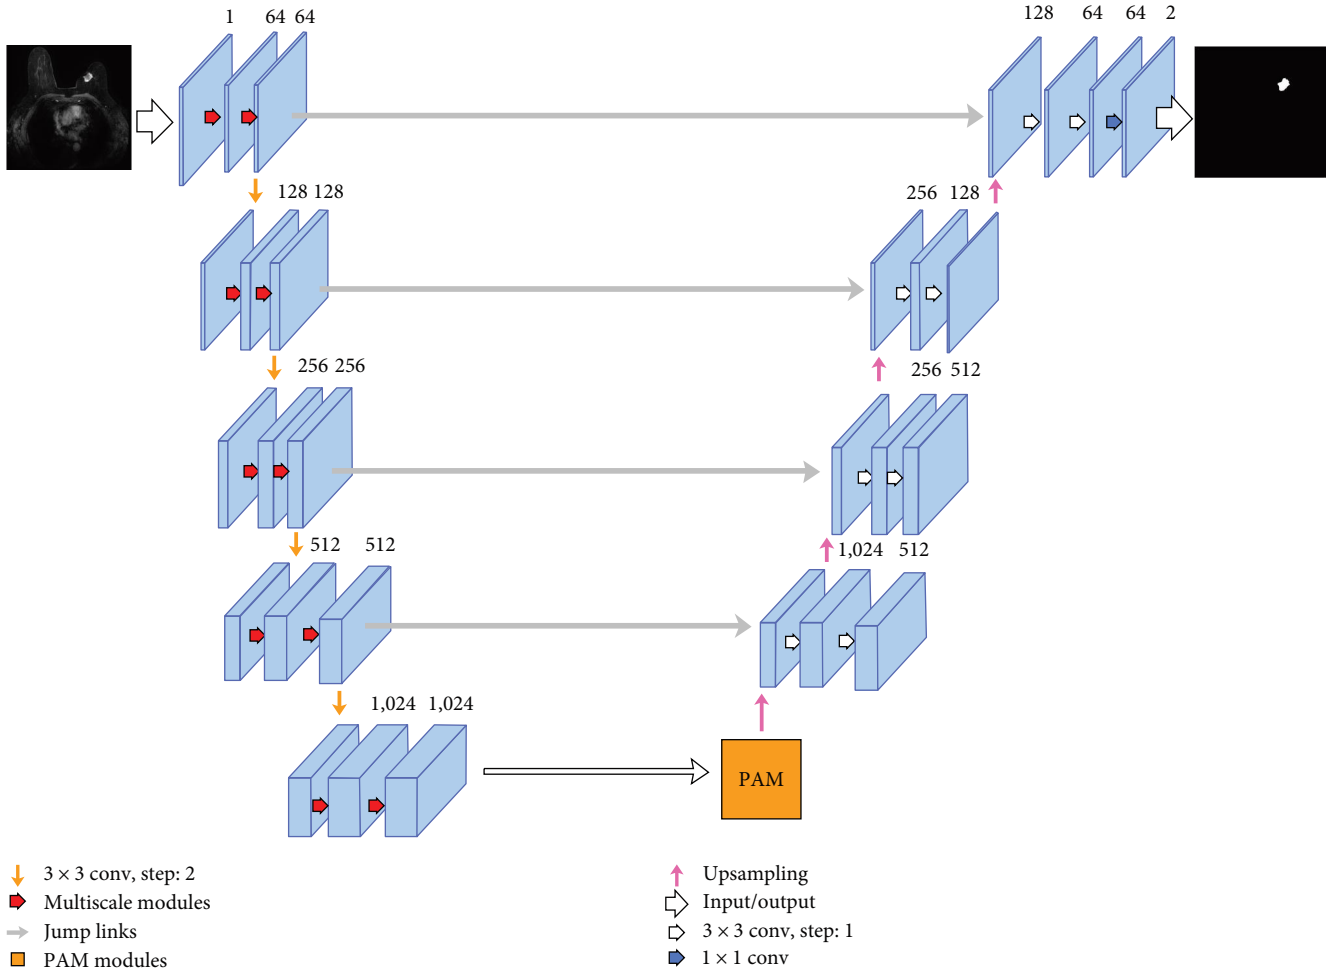 1 64 64
128 64 64 2
128 128
256 128
256 256
256 512
512 512
1,024 512
1,024 1,024
PAM
3 × 3 conv, step: 2
Multiscale modules
Jump links
PAM modules
Upsampling
Input/output
3 × 3 conv, step: 1
1 × 1 conv